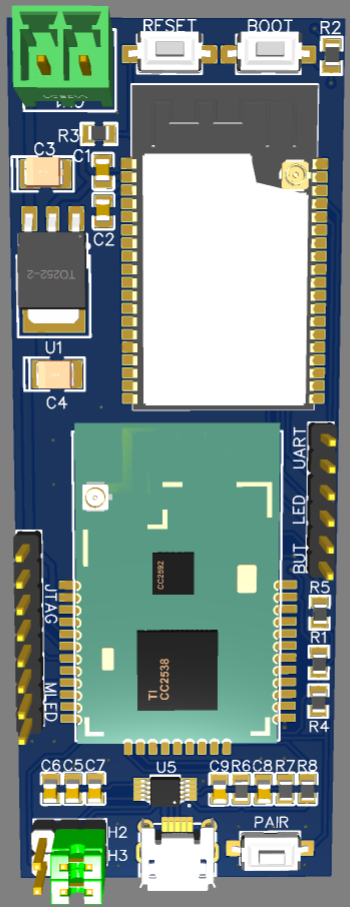 RESET
BOOT
R2
CN1
R3
C1
C3
C2
TO252-2
U1
C4
UART
LED
BUT
CC2592
JTAG
MLED
TI
CC2538
R5
R1
R4
C6 C5 C7
U5
C9 R6 C8 R7 R8
H2
H3
PAIR